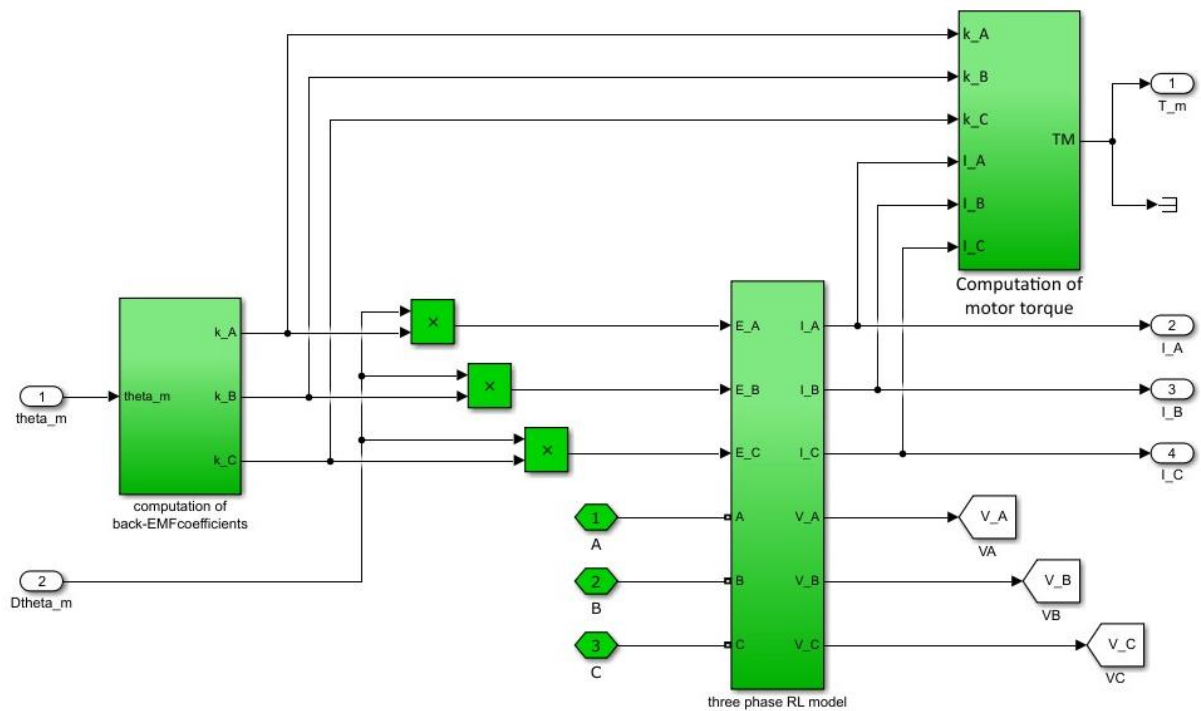 k_A
k_B
k_C
I_A
I_B
I_C
TM
Computation of
motor torque
1
T_m
1
theta_m
theta_m
k_A
k_B
k_C
computation of
back-EMFcoefficients
2
Dtheta_m
×
×
×
E_A
E_B
E_C
A
B
C
I_A
I_B
I_C
V_A
V_B
V_C
three phase RL model
1
A
2
B
3
C
2
I_A
3
I_B
4
I_C
V_A
VA
V_B
VB
V_C
VC